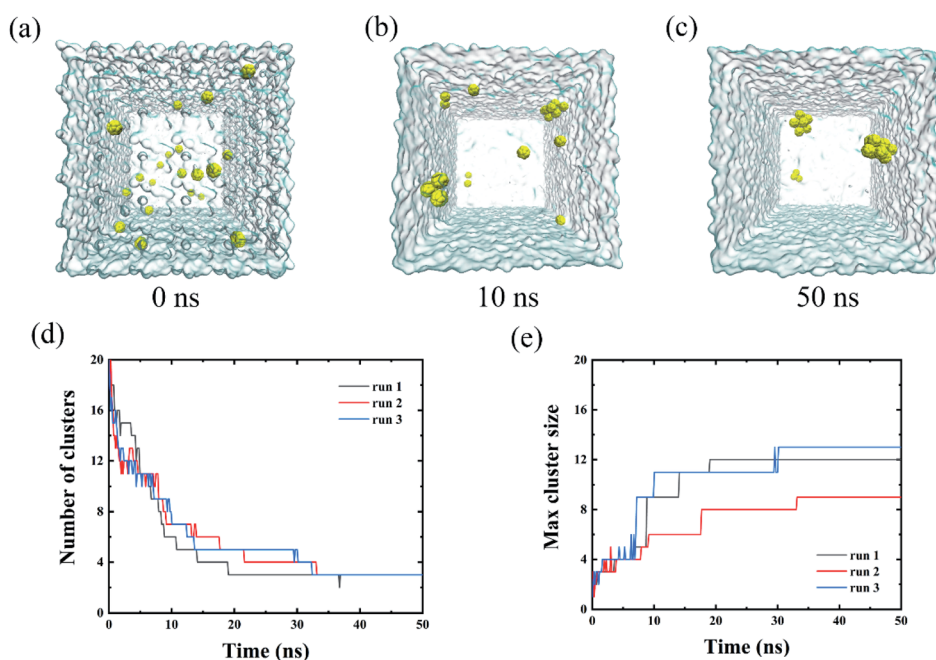 (a)
(b)
(c)
0 ns
10 ns
50 ns
(d)
(e)
20
16
12
8
4
0
Number of clusters
run 1
run 2
run 3
0
10
20
30
40
50
Time (ns)
20
16
12
8
4
0
Max cluster size
run 1
run 2
run 3
0
10
20
30
40
50
Time (ns)